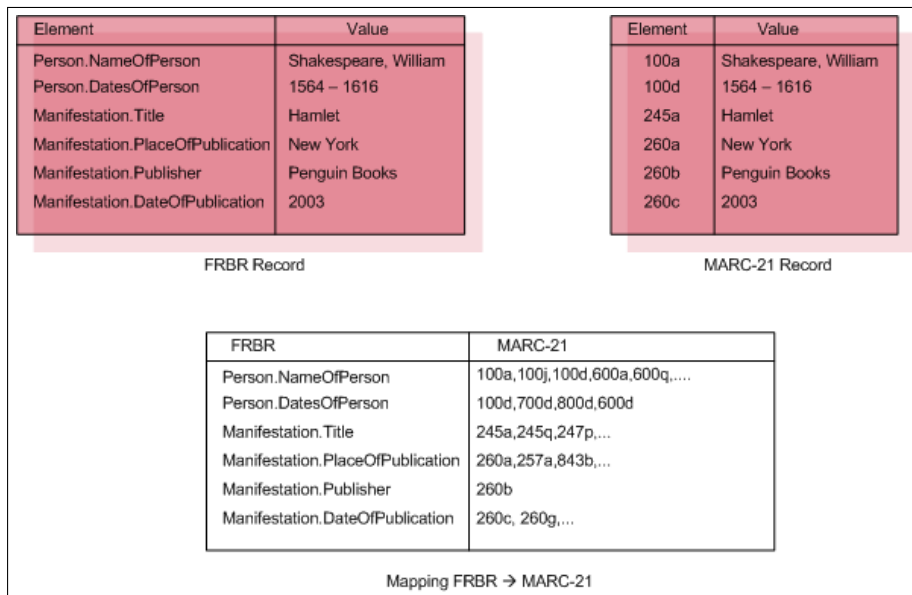 Element Value
Person.NameOfPerson Shakespeare, William
Person.DatesOfPerson 1564 – 1616
Manifestation.Title Hamlet
Manifestation.PlaceOfPublication New York
Manifestation.Publisher Penguin Books
Manifestation.DateOfPublication 2003
FRBR Record
Element Value
100a Shakespeare, William
100d 1564 – 1616
245a Hamlet
260a New York
260b Penguin Books
260c 2003
MARC-21 Record
FRBR MARC-21
Person.NameOfPerson 100a,100j,100d,600a,600q,....
Person.DatesOfPerson 100d,700d,800d,600d
Manifestation.Title 245a,245q,247p,...
Manifestation.PlaceOfPublication 260a,257a,843b,...
Manifestation.Publisher 260b
Manifestation.DateOfPublication 260c, 260g,...
Mapping FRBR → MARC-21